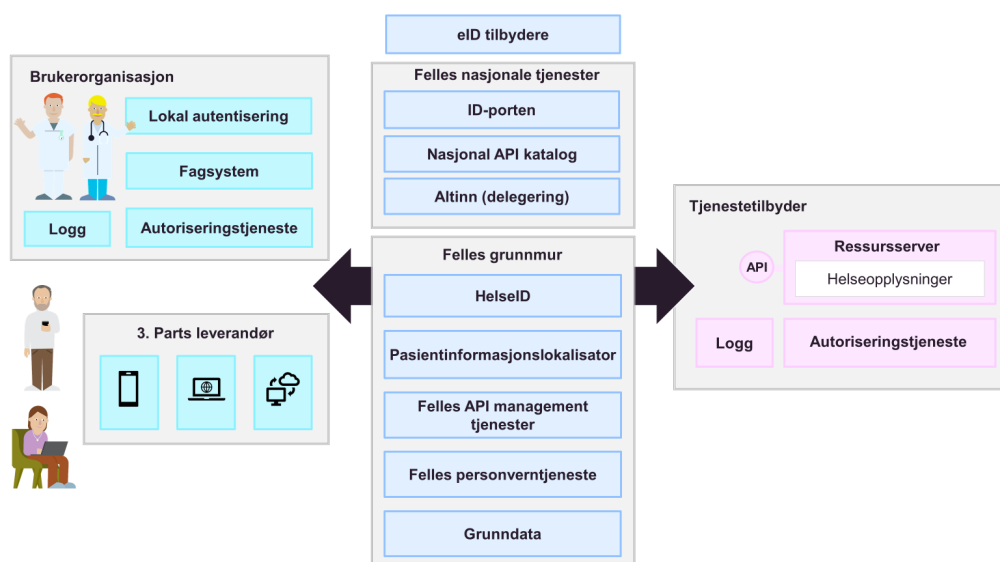 eID tilbydere
Brukerorganisasjon
Lokal autentisering
Fagsystem
Logg
Autoriseringstjeneste
3. Parts leverandør
Felles nasjonale tjenester
ID-porten
Nasjonal API katalog
Altinn (delegering)
Felles grunnmur
HelseID
Pasientinformasjonslokalisator
Felles API management
tjenester
Felles personverntjeneste
Grunndata
Tjenestetilbyder
API
Ressursserver
Helseopplysninger
Logg
Autoriseringstjeneste